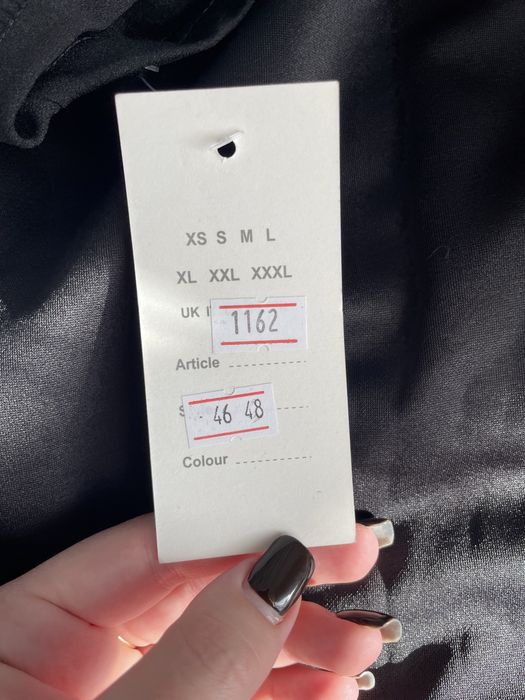 XS S M L
XL XXL XXXL
UK
1162
Article
46 48
Colour